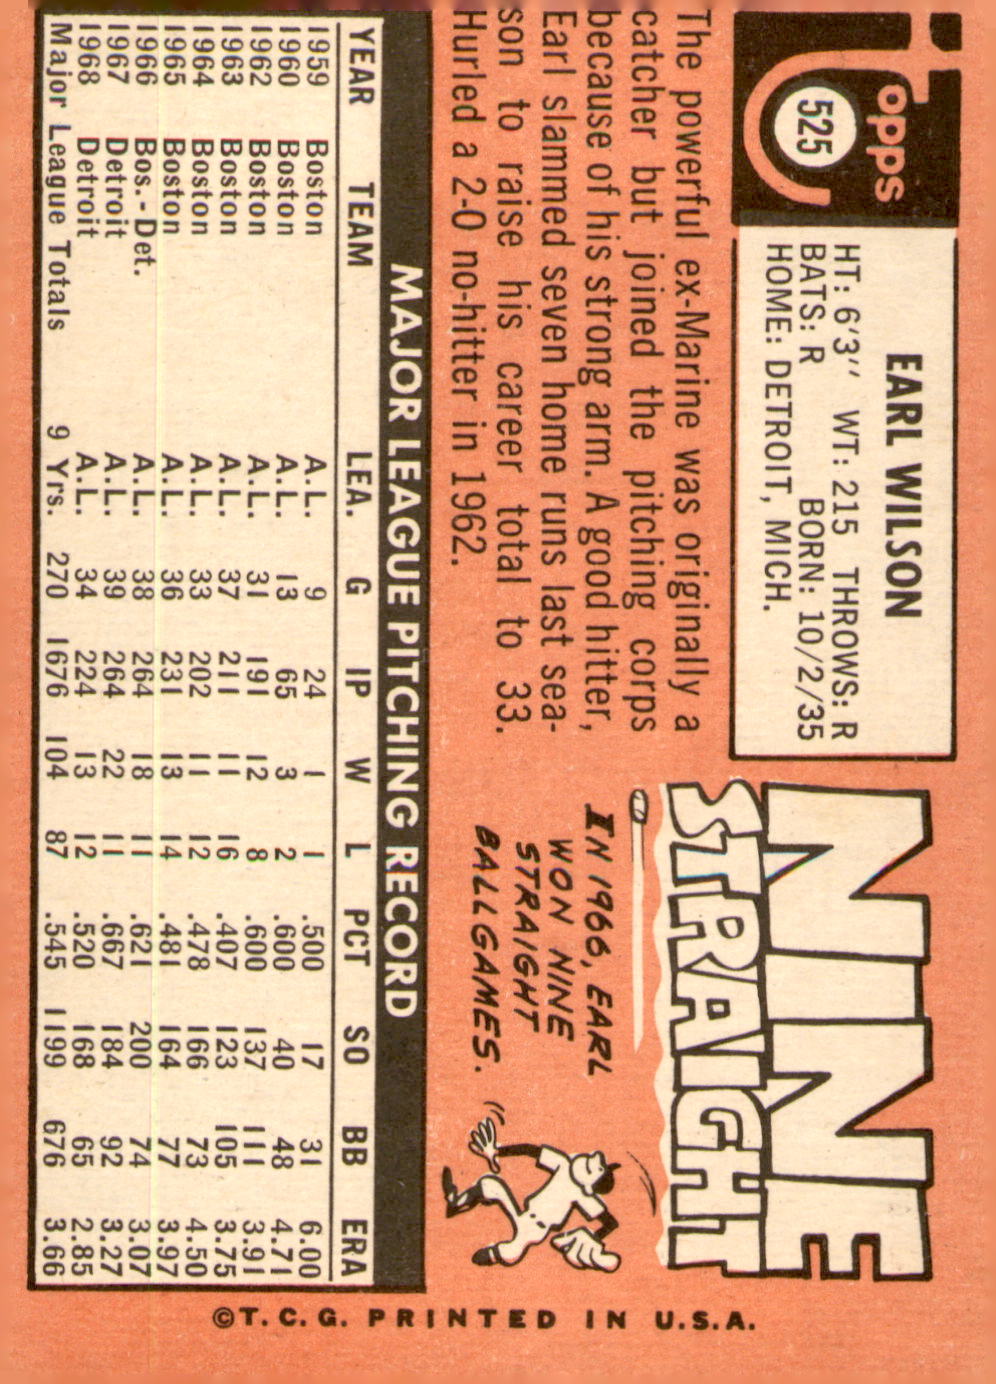 Topps
525
EARL WILSON
HT: 6'3" WT: 215 THROWS: R
BATS: R BORN: 10/2/35
HOME: DETROIT, MICH.
The powerful ex-Marine was originally a
catcher but joined the pitching corps
because of his strong arm. A good hitter,
Earl slammed seven home runs last sea-
son to raise his career total to 33.
Hurled a 2-0 no-hitter in 1962.
NINE
STRAIGHT
IN 1966, EARL
WON NINE
STRAIGHT
BALLGAMES.
MAJOR LEAGUE PITCHING RECORD
YEAR TEAM LEA. G IP W L PCT SO BB ERA
1959 Boston A.L. 9 24 1 1 .500 17 31 6.00
1960 Boston A.L. 13 65 3 2 .600 40 48 4.71
1962 Boston A.L. 31 191 12 8 .600 137 111 3.91
1963 Boston A.L. 37 211 11 16 .407 123 105 3.75
1964 Boston A.L. 33 202 11 12 .478 166 73 4.50
1965 Boston A.L. 36 231 13 14 .481 164 77 3.97
1966 Bos.-Det. A.L. 38 264 18 11 .621 200 74 3.07
1967 Detroit A.L. 39 264 22 11 .667 184 92 3.27
1968 Detroit A.L. 34 224 13 12 .520 168 65 2.85
Major League Totals 9 Yrs. 270 1676 104 87 .545 1199 676 3.66
©T.C.G. PRINTED IN U.S.A.